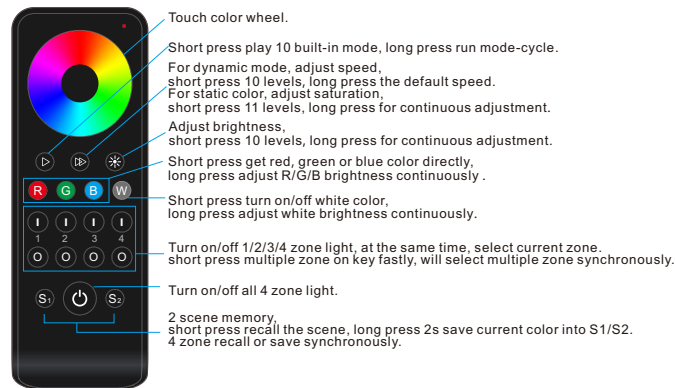 Touch color wheel.
Short press play 10 built-in mode, long press run mode-cycle.
For dynamic mode, adjust speed,
short press 10 levels, long press the default speed.
For static color, adjust saturation,
short press 11 levels, long press for continuous adjustment.
Adjust brightness,
short press 10 levels, long press for continuous adjustment.
R G B W
Short press get red, green or blue color directly,
long press adjust R/G/B brightness continuously .
Short press turn on/off white color,
long press adjust white brightness continuously.
I I I I
1 2 3 4
O O O O
Turn on/off 1/2/3/4 zone light, at the same time, select current zone.
short press multiple zone on key fastly, will select multiple zone synchronously.
S1 S2
Turn on/off all 4 zone light.
2 scene memory,
short press recall the scene, long press 2s save current color into S1/S2.
4 zone recall or save synchronously.